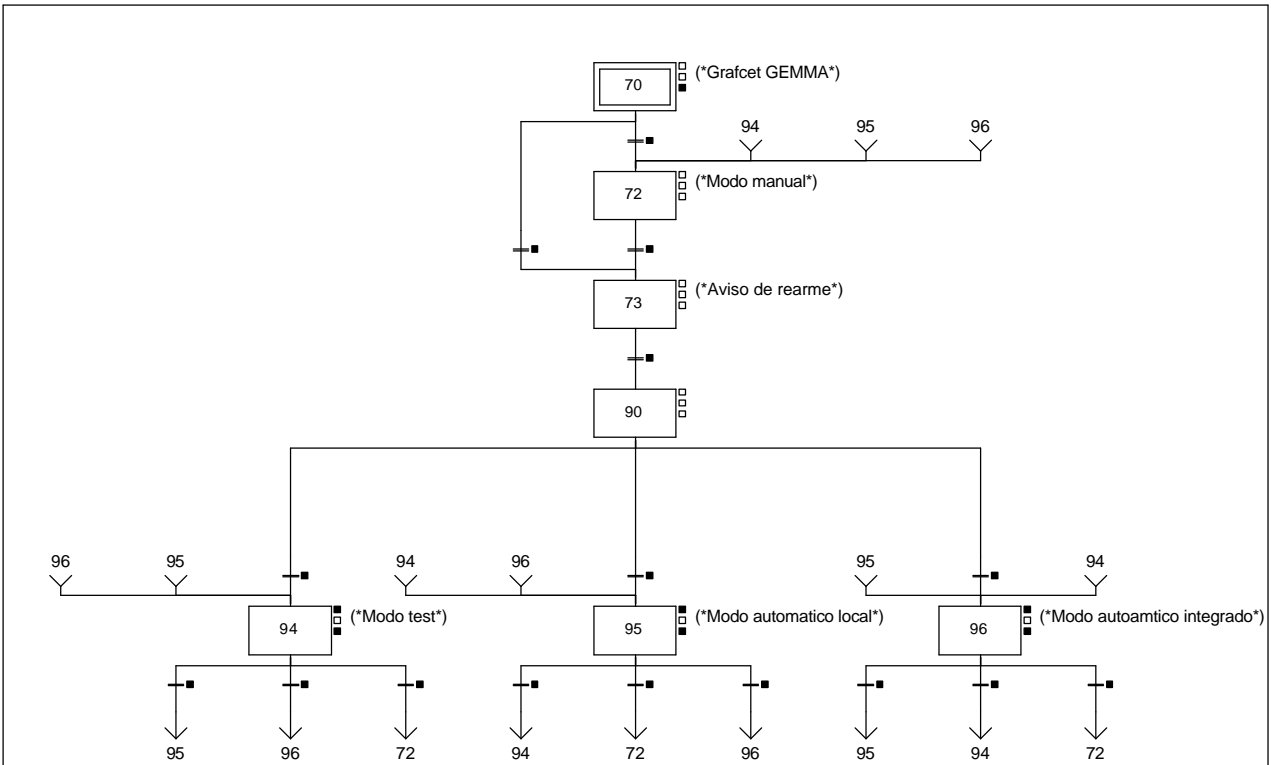 70 (*Grafcet GEMMA*)
94 95 96
72 (*Modo manual*)
73 (*Aviso de rearme*)
90
96 95 94 96 95 94
94 (*Modo test*) 95 (*Modo automatico local*) 96 (*Modo autoamtico integrado*)
95 96 72 94 72 96 95 94 72